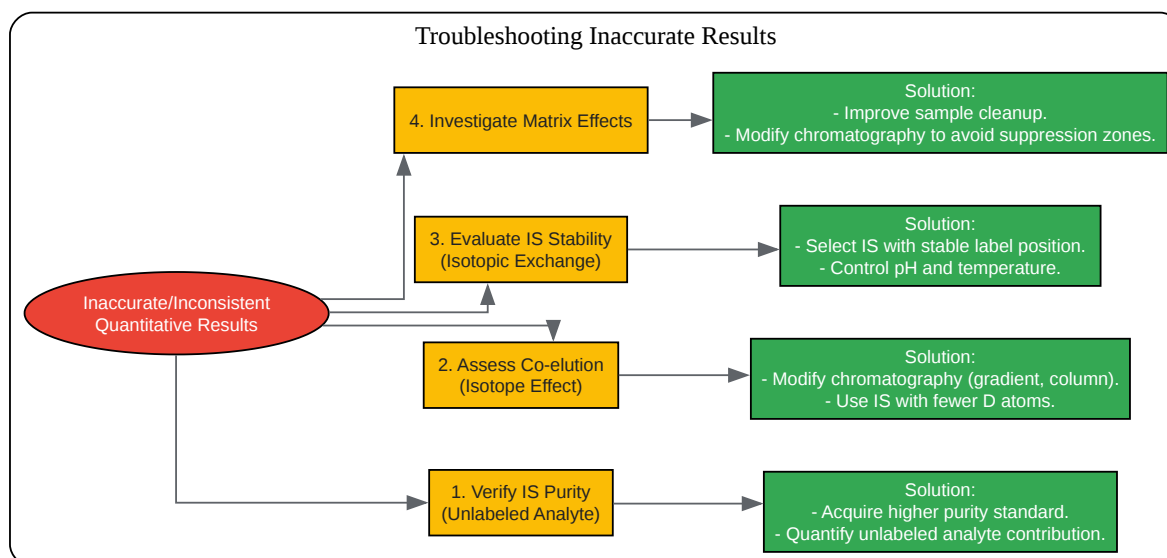 Troubleshooting Inaccurate Results
4. Investigate Matrix Effects
Solution:
- Improve sample cleanup.
- Modify chromatography to avoid suppression zones.
3. Evaluate IS Stability
(Isotopic Exchange)
Solution:
- Select IS with stable label position.
- Control pH and temperature.
Inaccurate/Inconsistent
Quantitative Results
2. Assess Co-elution
(Isotope Effect)
Solution:
- Modify chromatography (gradient, column).
- Use IS with fewer D atoms.
1. Verify IS Purity
(Unlabeled Analyte)
Solution:
- Acquire higher purity standard.
- Quantify unlabeled analyte contribution.